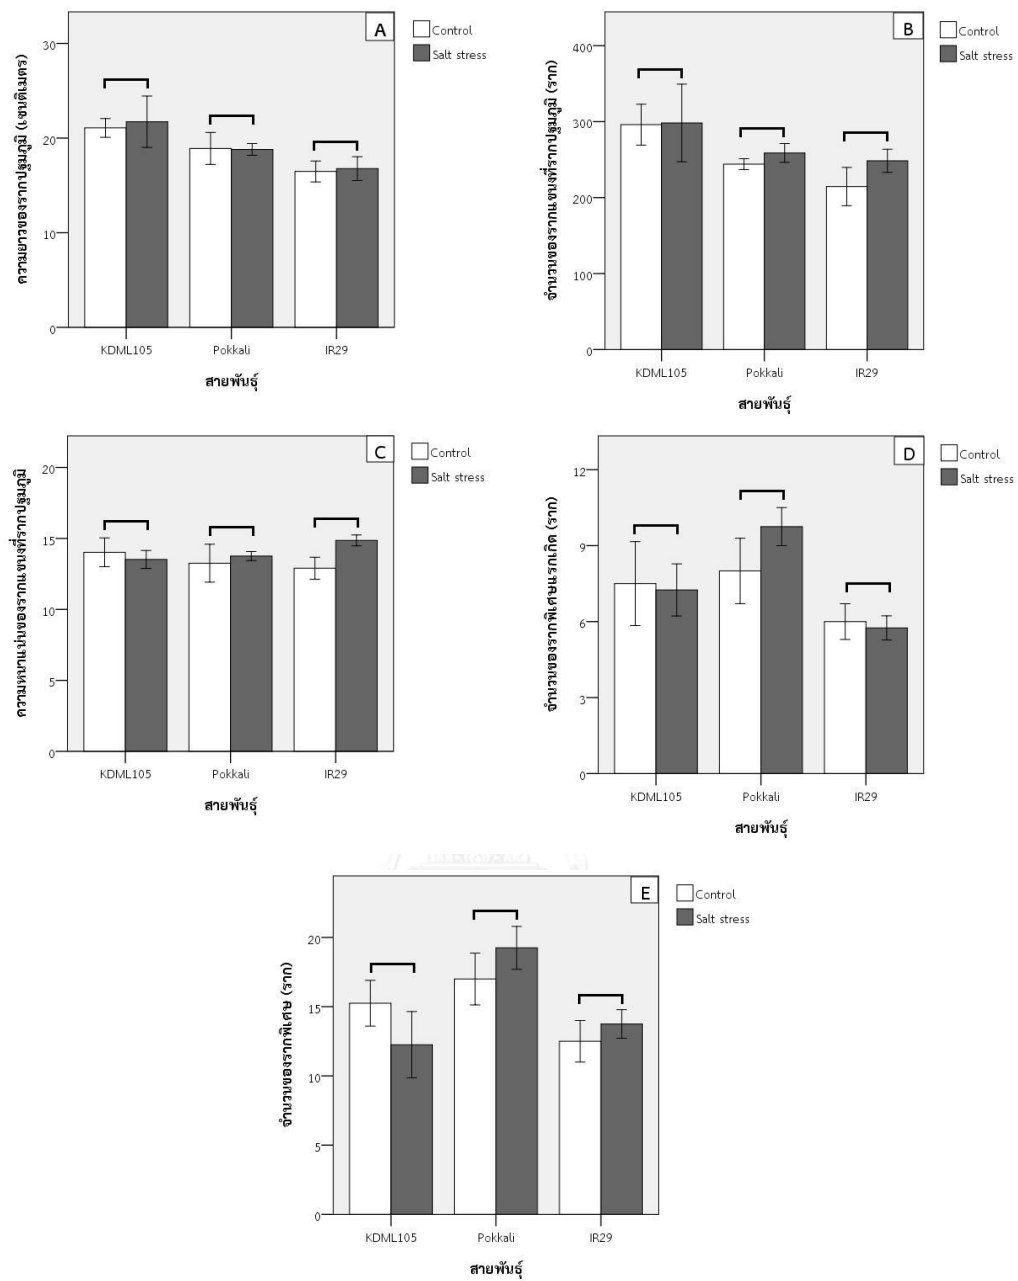 A
Control
Salt stress
ความยาวของรากปฐมภูมิ (เซนติเมตร)
30
20
10
0
KDML105 Pokkali IR29
สายพันธุ์
B
Control
Salt stress
จำนวนของรากแขนงที่รากปฐมภูมิ (ราก)
400
300
200
100
0
KDML105 Pokkali IR29
สายพันธุ์
C
Control
Salt stress
ความหนาแน่นของรากแขนงที่รากปฐมภูมิ
20
15
10
5
0
KDML105 Pokkali IR29
สายพันธุ์
D
Control
Salt stress
จำนวนของรากพิเศษแรกเกิด (ราก)
12
9
6
3
0
KDML105 Pokkali IR29
สายพันธุ์
E
Control
Salt stress
จำนวนของรากพิเศษ (ราก)
20
15
10
5
0
KDML105 Pokkali IR29
สายพันธุ์